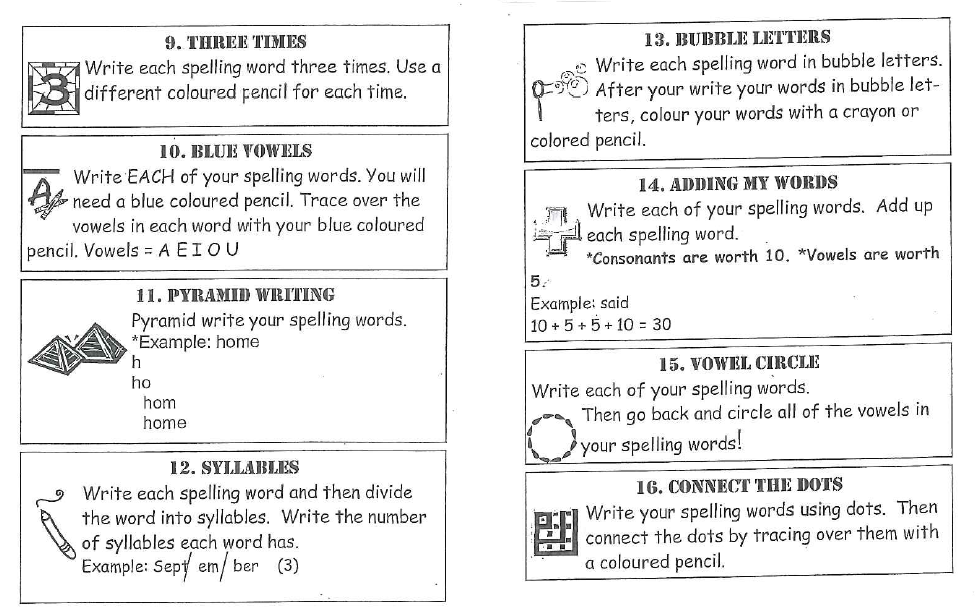 9. THREE TIMES
Write each spelling word three times. Use a
different coloured pencil for each time.
3
10. BLUE VOWELS
Write EACH of your spelling words. You will
need a blue coloured pencil. Trace over the
vowels in each word with your blue coloured
pencil. Vowels = A E I O U
A
11. PYRAMID WRITING
Pyramid write your spelling words.
*Example: home
h
ho
hom
home
12. SYLLABLES
Write each spelling word and then divide
the word into syllables. Write the number
of syllables each word has.
Example: Sept/ em/ ber (3)
13. BUBBLE LETTERS
Write each spelling word in bubble letters.
After your write your words in bubble let-
ters, colour your words with a crayon or
colored pencil.
14. ADDING MY WORDS
Write each of your spelling words. Add up
each spelling word.
*Consonants are worth 10. *Vowels are worth
5.
Example: said
10 + 5 + 5 + 10 = 30
15. VOWEL CIRCLE
Write each of your spelling words.
Then go back and circle all of the vowels in
your spelling words!
16. CONNECT THE DOTS
Write your spelling words using dots. Then
connect the dots by tracing over them with
a coloured pencil.